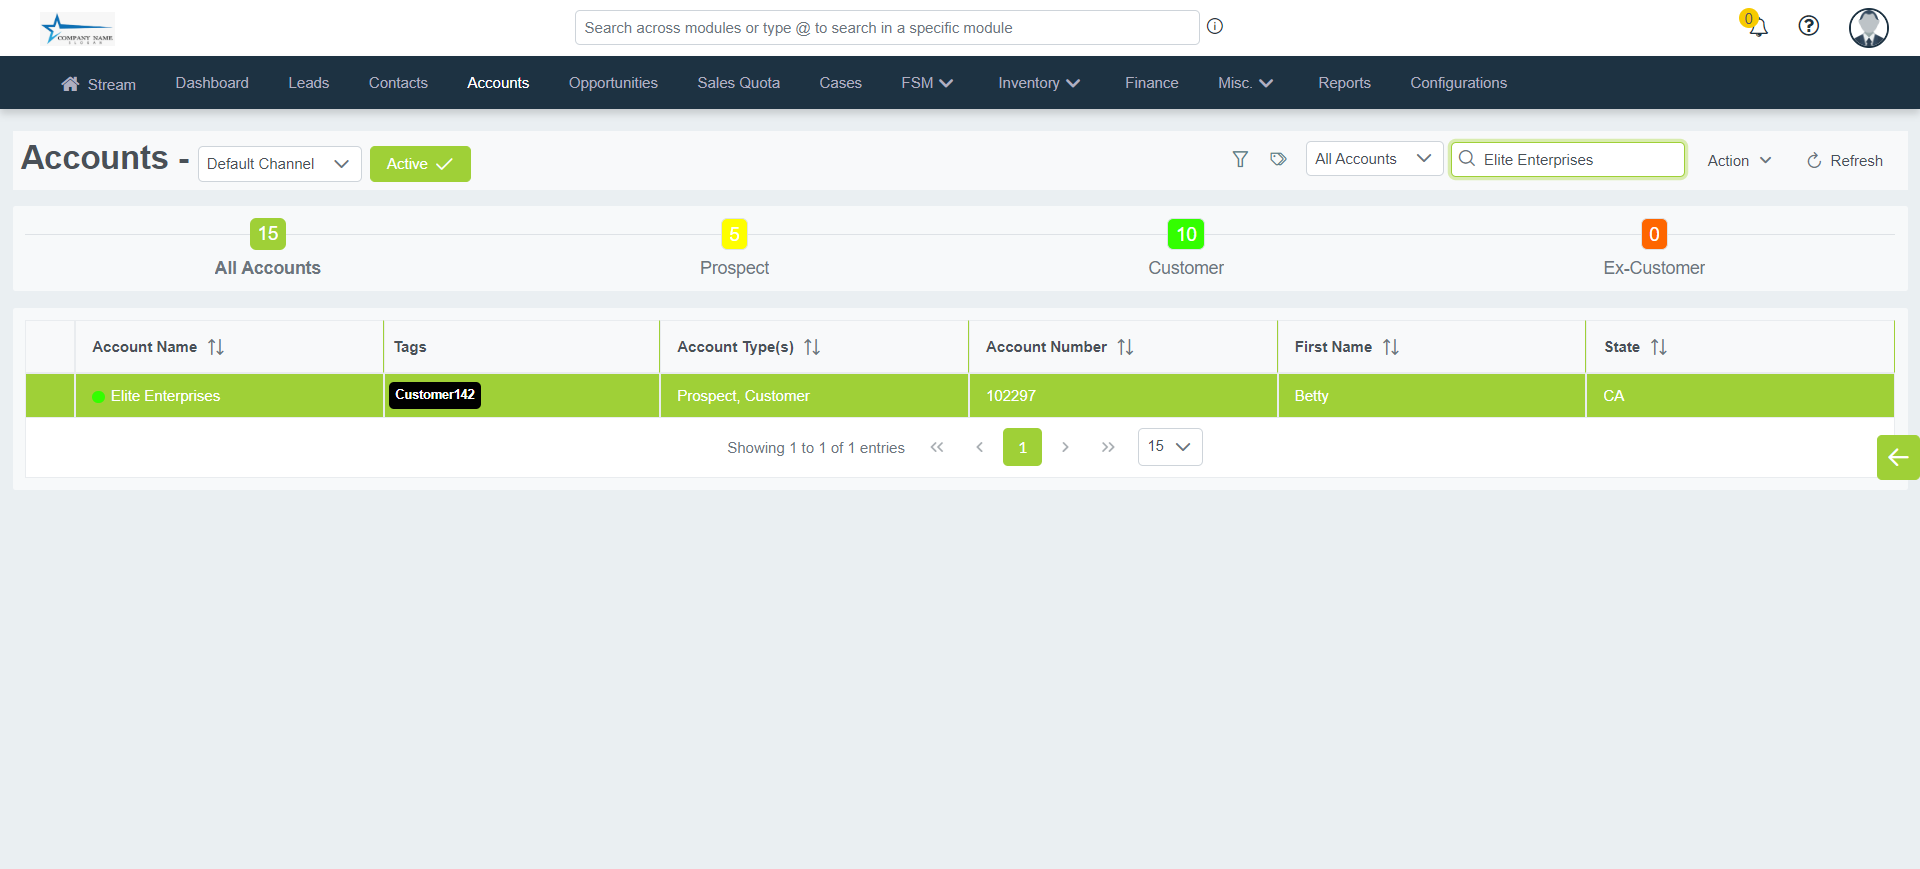 COMPANY NAME
Search across modules or type @ to search in a specific module
0
Stream Dashboard Leads Contacts Accounts Opportunities Sales Quota Cases FSM Inventory Finance Misc. Reports Configurations
Accounts - Default Channel Active All Accounts Elite Enterprises Action Refresh
15 5 10 0
All Accounts Prospect Customer Ex-Customer
Account Name Tags Account Type(s) Account Number First Name State
Elite Enterprises Customer142 Prospect, Customer 102297 Betty CA
Showing 1 to 1 of 1 entries 1 15